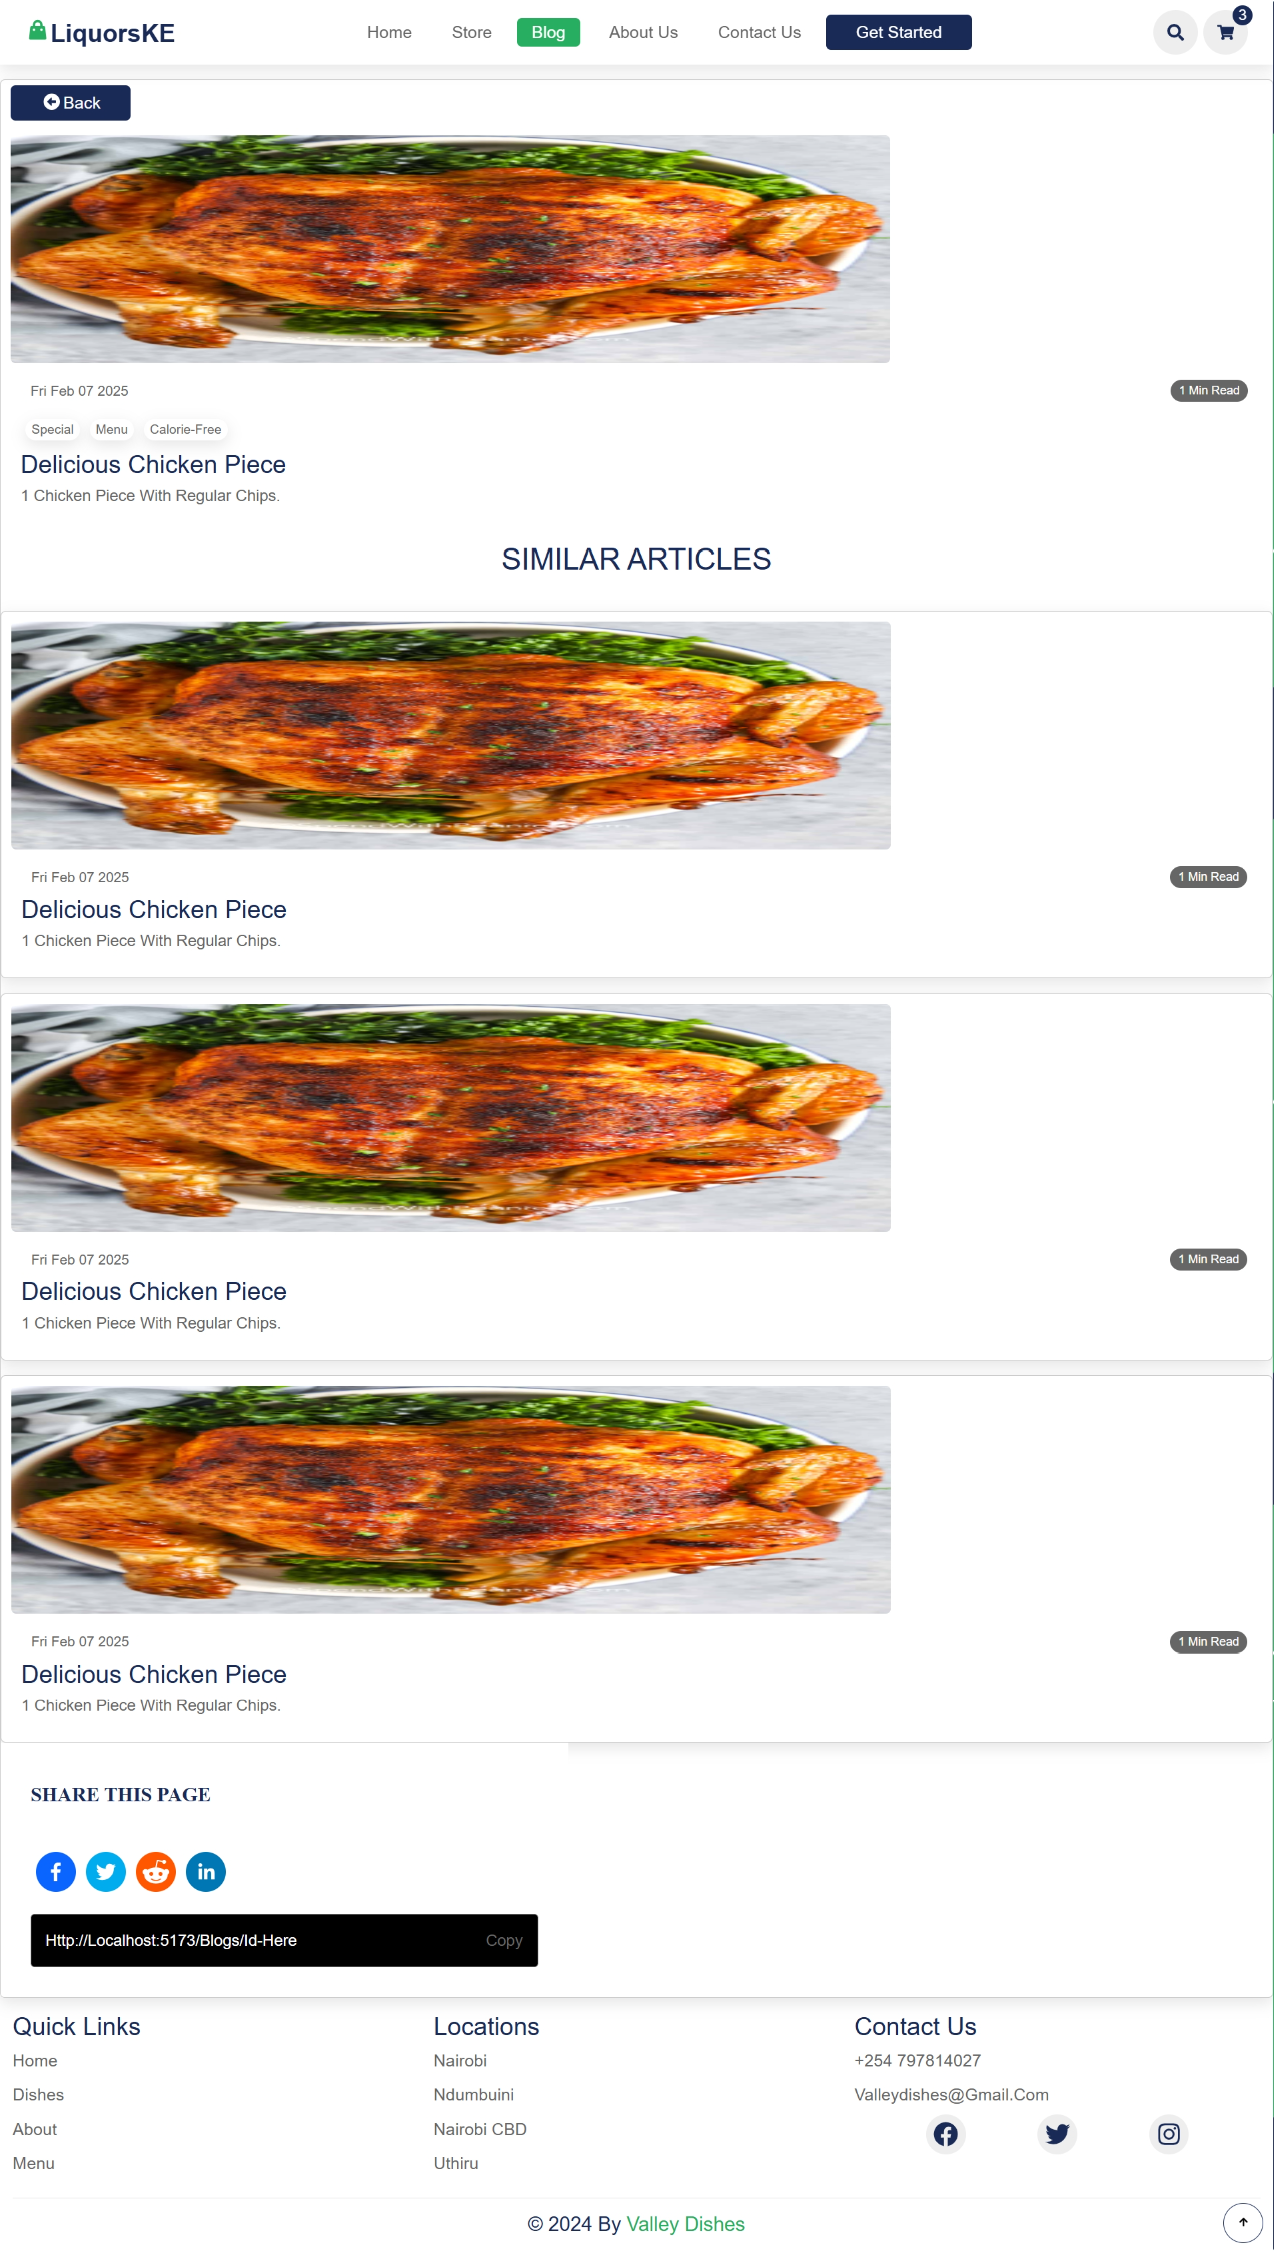 LiquorsKE
Home Store Blog About Us Contact Us Get Started 3
Back
Fri Feb 07 2025 1 Min Read
Special Menu Calorie-Free
Delicious Chicken Piece
1 Chicken Piece With Regular Chips.
SIMILAR ARTICLES
Fri Feb 07 2025 1 Min Read
Delicious Chicken Piece
1 Chicken Piece With Regular Chips.
Fri Feb 07 2025 1 Min Read
Delicious Chicken Piece
1 Chicken Piece With Regular Chips.
Fri Feb 07 2025 1 Min Read
Delicious Chicken Piece
1 Chicken Piece With Regular Chips.
SHARE THIS PAGE
Http://Localhost:5173/Blogs/Id-Here Copy
Quick Links
Home
Dishes
About
Menu
Locations
Nairobi
Ndumbuini
Nairobi CBD
Uthiru
Contact Us
+254 797814027
Valleydishes@Gmail.Com
© 2024 By Valley Dishes